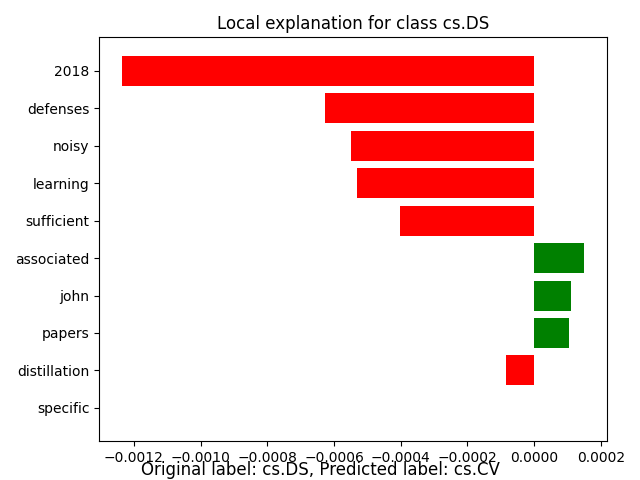 Local explanation for class cs.DS
2018
defenses
noisy
learning
sufficient
associated
john
papers
distillation
specific
−0.0012 −0.0010 −0.0008 −0.0006 −0.0004 −0.0002 0.0000 0.0002
Original label: cs.DS, Predicted label: cs.CV